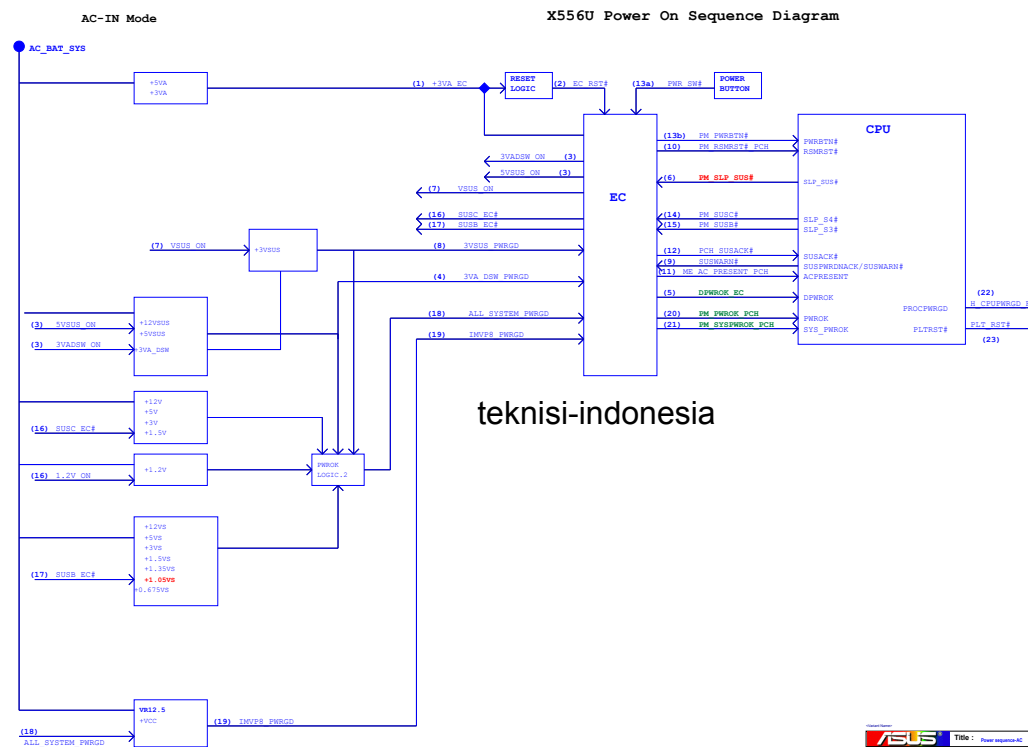 AC-IN Mode
X556U Power On Sequence Diagram
AC_BAT_SYS
+5VA
+3VA
(1) +3VA_EC
RESET
LOGIC
(2) EC_RST#
(13a) PWR_SW#
POWER
BUTTON
EC
CPU
3VADSW_ON (3)
5VSUS_ON (3)
(7) VSUS_ON
(16) SUSC_EC#
(17) SUSB_EC#
(13b) PM_PWRBTN#
PWRBTN#
(10) PM_RSMRST#_PCH
RSMRST#
(6) PM_SLP_SUS#
SLP_SUS#
(14) PM_SUSC#
SLP_S4#
(15) PM_SUSB#
SLP_S3#
(12) PCH_SUSACK#
SUSACK#
(9) SUSWARN#
SUSPWRDNACK/SUSWARN#
(11) ME_AC_PRESENT_PCH
ACPRESENT
(5) DPWROK_EC
DPWROK
(20) PM_PWROK_PCH
PWROK
(21) PM_SYSPWROK_PCH
SYS_PWROK
PROCPWRGD
(22)
PLTRST#
PLT_RST#
(23)
(7) VSUS_ON
+3VSUS
(8) 3VSUS_PWRGD
(4) 3VA_DSW_PWRGD
(18) ALL_SYSTEM_PWRGD
(19) IMVP8_PWRGD
+12VSUS
(3) 5VSUS_ON
+5VSUS
(3) 3VADSW_ON
+3VA_DSW
teknisi-indonesia
+12V
+5V
+3V
(16) SUSC_EC#
+1.5V
+1.2V
(16) 1.2V_ON
PWROK
LOGIC.2
+12VS
+5VS
+3VS
+1.5VS
+1.35VS
(17) SUSB_EC#
+1.05VS
+0.675VS
VR12.5
+VCC
(19) IMVP8_PWRGD
(18)
ALL_SYSTEM_PWRGD
<Variant Name>
ASUS
Title : Power sequence-AC